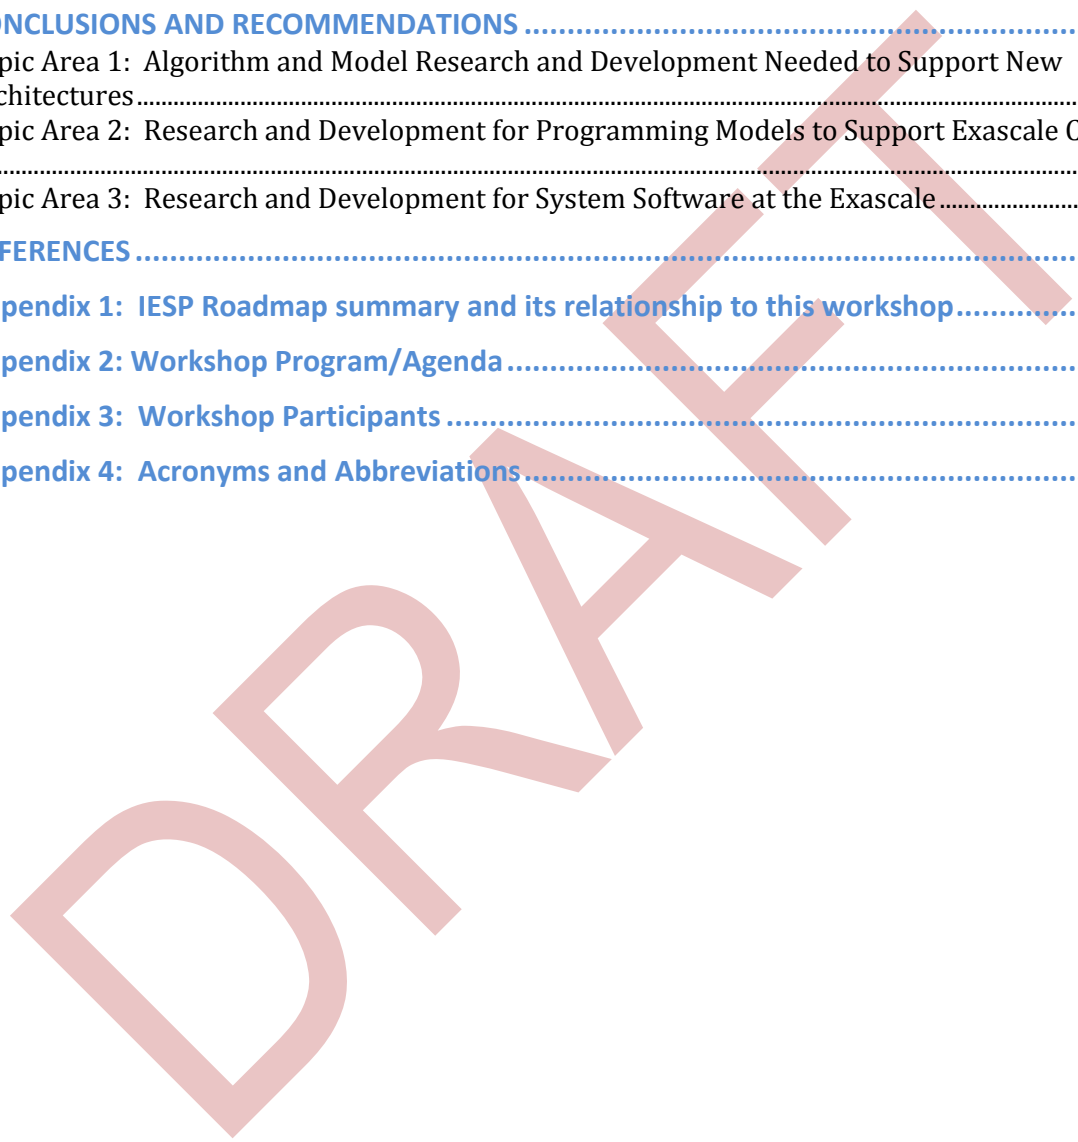 ONCLUSIONS AND RECOMMENDATIONS ........................................................................
pic Area 1:  Algorithm and Model Research and Development Needed to Support New
chitectures ........................................................................
pic Area 2:  Research and Development for Programming Models to Support Exascale C
........................................................................
pic Area 3:  Research and Development for System Software at the Exascale ........................
FERENCES ........................................................................
pendix 1:  IESP Roadmap summary and its relationship to this workshop ..............
pendix 2: Workshop Program/Agenda ........................................................................
pendix 3:  Workshop Participants ........................................................................
pendix 4:  Acronyms and Abbreviations ........................................................................
DRAFT